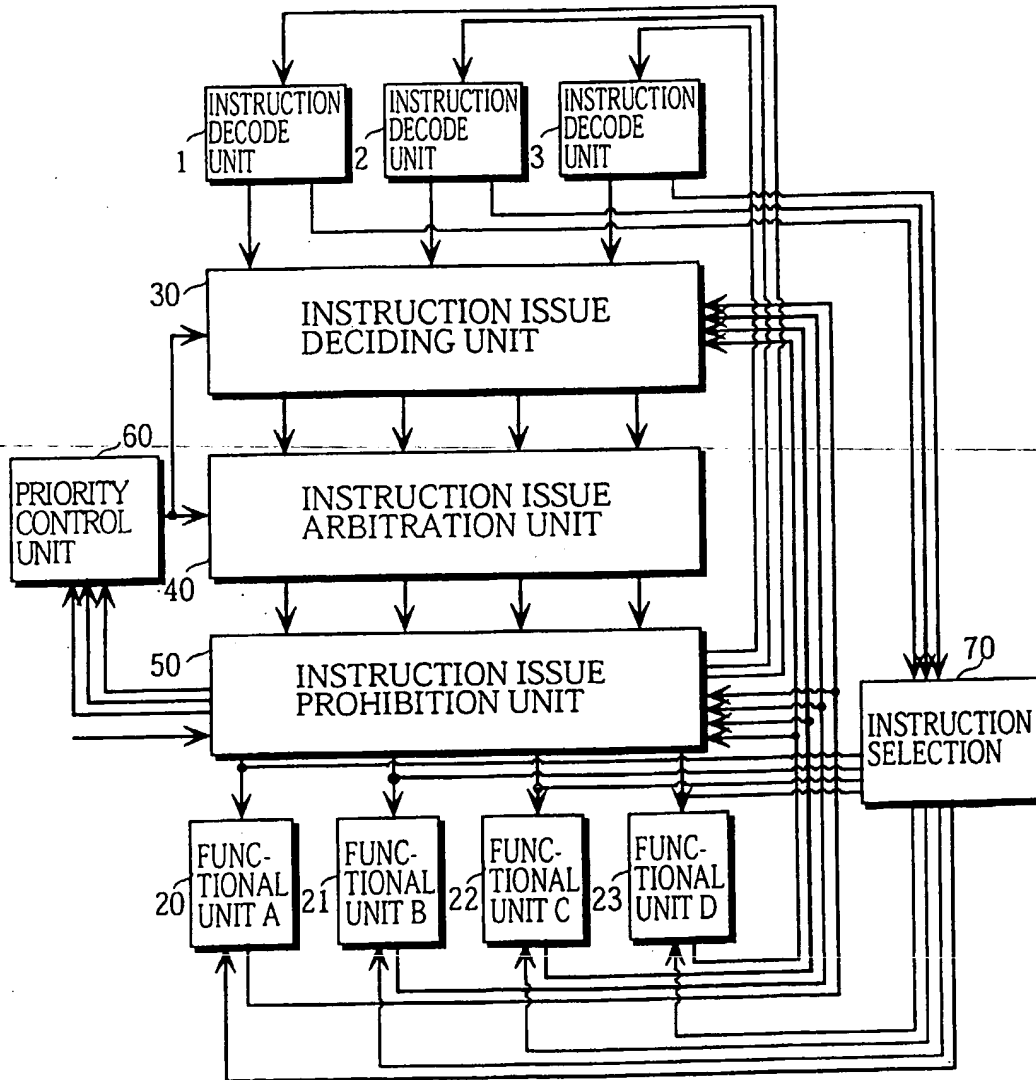 INSTRUCTION
DECODE
UNIT
1
INSTRUCTION
DECODE
UNIT
2
INSTRUCTION
DECODE
UNIT
3
30
INSTRUCTION ISSUE
DECIDING UNIT
60
PRIORITY
CONTROL
UNIT
INSTRUCTION ISSUE
ARBITRATION UNIT
40
50
INSTRUCTION ISSUE
PROHIBITION UNIT
70
INSTRUCTION
SELECTION
FUNC-
TIONAL
UNIT A
20
FUNC-
TIONAL
UNIT B
21
FUNC-
TIONAL
UNIT C
22
FUNC-
TIONAL
UNIT D
23